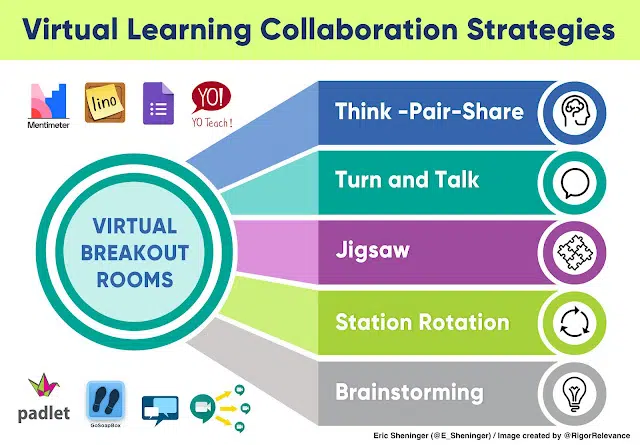 Virtual Learning Collaboration Strategies
Mentimeter
lino
YO!
YO Teach!
VIRTUAL
BREAKOUT
ROOMS
Think -Pair-Share
Turn and Talk
Jigsaw
Station Rotation
Brainstorming
padlet
GoSoapBox
Eric Sheninger (@E_Sheninger) / Image created by @RigorRelevance